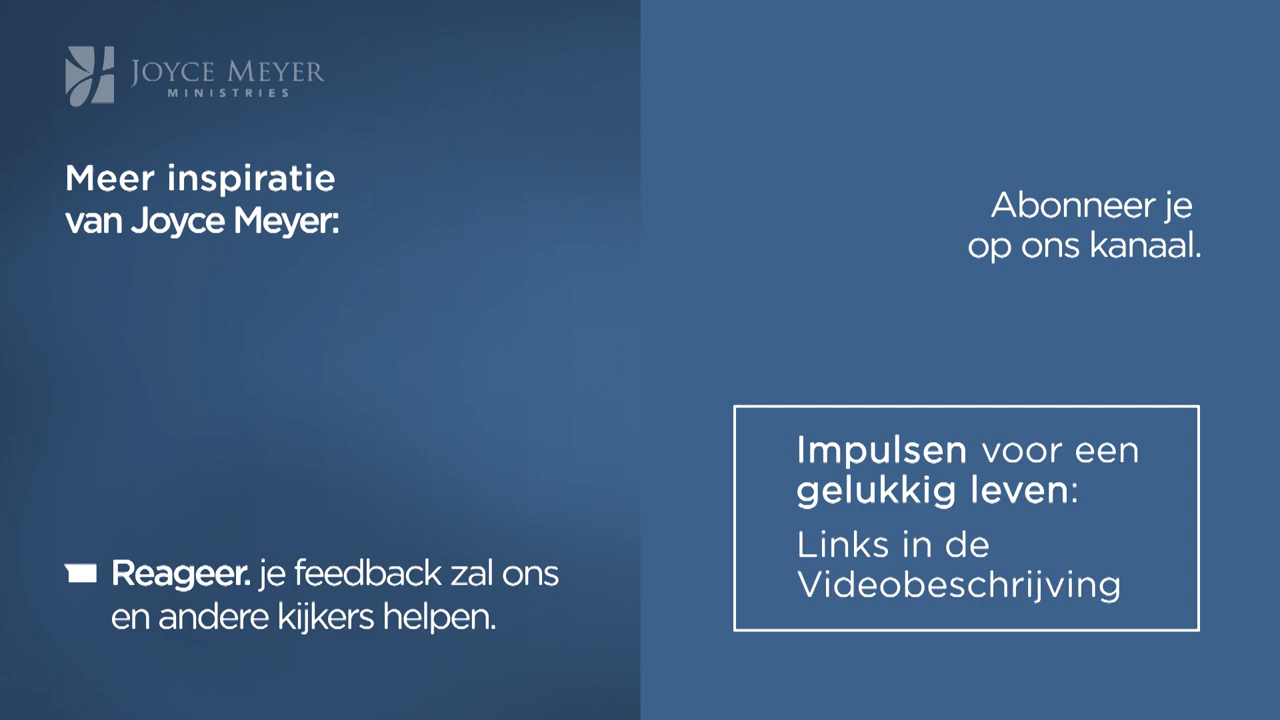 JOYCE MEYER
MINISTRIES
Meer inspiratie
van Joyce Meyer:
Abonneer je
op ons kanaal.
Impulsen voor een
gelukkig leven:
Links in de
Videobeschrijving
Reageer. je feedback zal ons
en andere kijkers helpen.